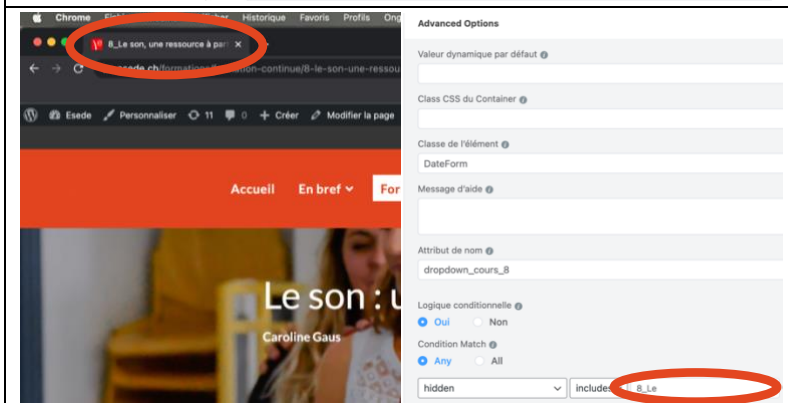 Chrome
Historique Favoris Profils
8_Le son, une ressource à par
Esede Personnaliser 11 0 Créer Modifier la page
Accueil En bref For
Le son : u
Caroline Gaus
Advanced Options
Valeur dynamique par défaut
Class CSS du Container
Classe de l'élément
DateForm
Message d'aide
Attribut de nom
dropdown_cours_8
Logique conditionnelle
Oui Non
Condition Match
Any All
hidden include 8_Le